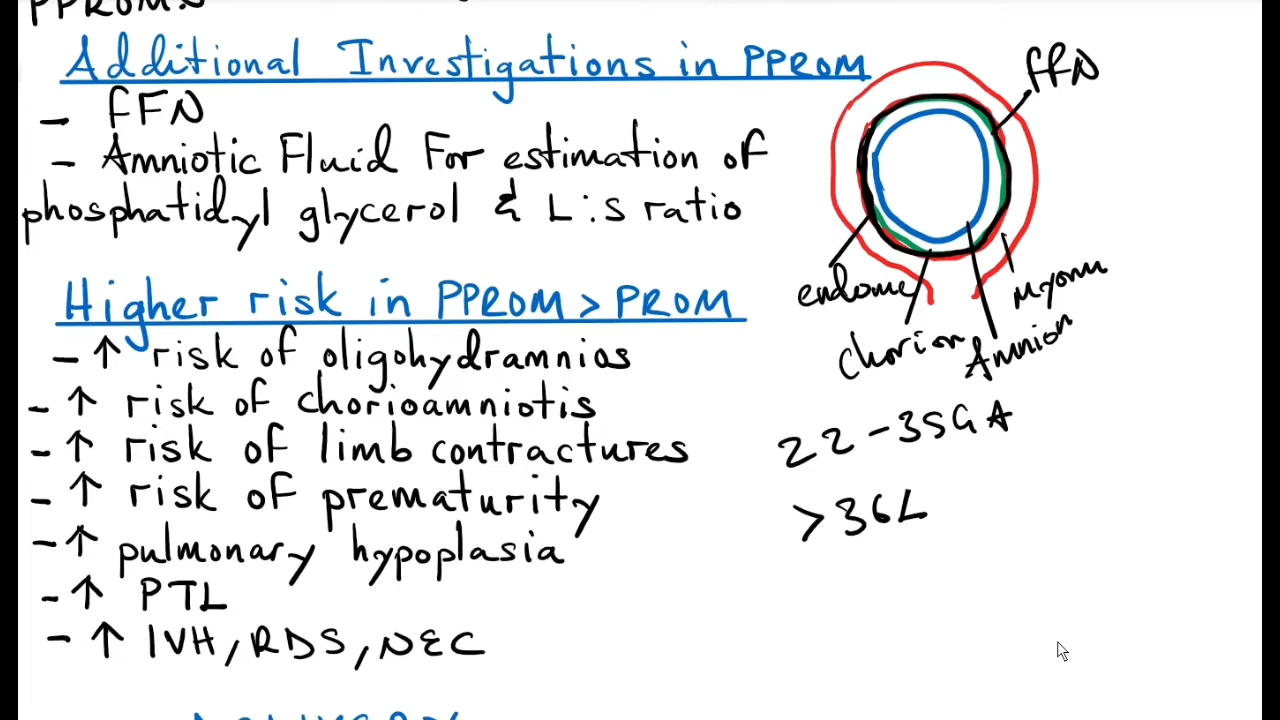 PPROM:
Additional Investigations in PPROM
- fFN
- Amniotic Fluid For estimation of
phosphatidyl glycerol & L:S ratio
Higher risk in PPROM > PROM
- ↑ risk of oligohydramnios
- ↑ risk of chorioamniotis
- ↑ risk of limb contractures
- ↑ risk of prematurity
- ↑ pulmonary hypoplasia
- ↑ PTL
- ↑ IVH, RDS, NEC
fFN
endome
myome
chorion
Amnion
22-35GA
>36